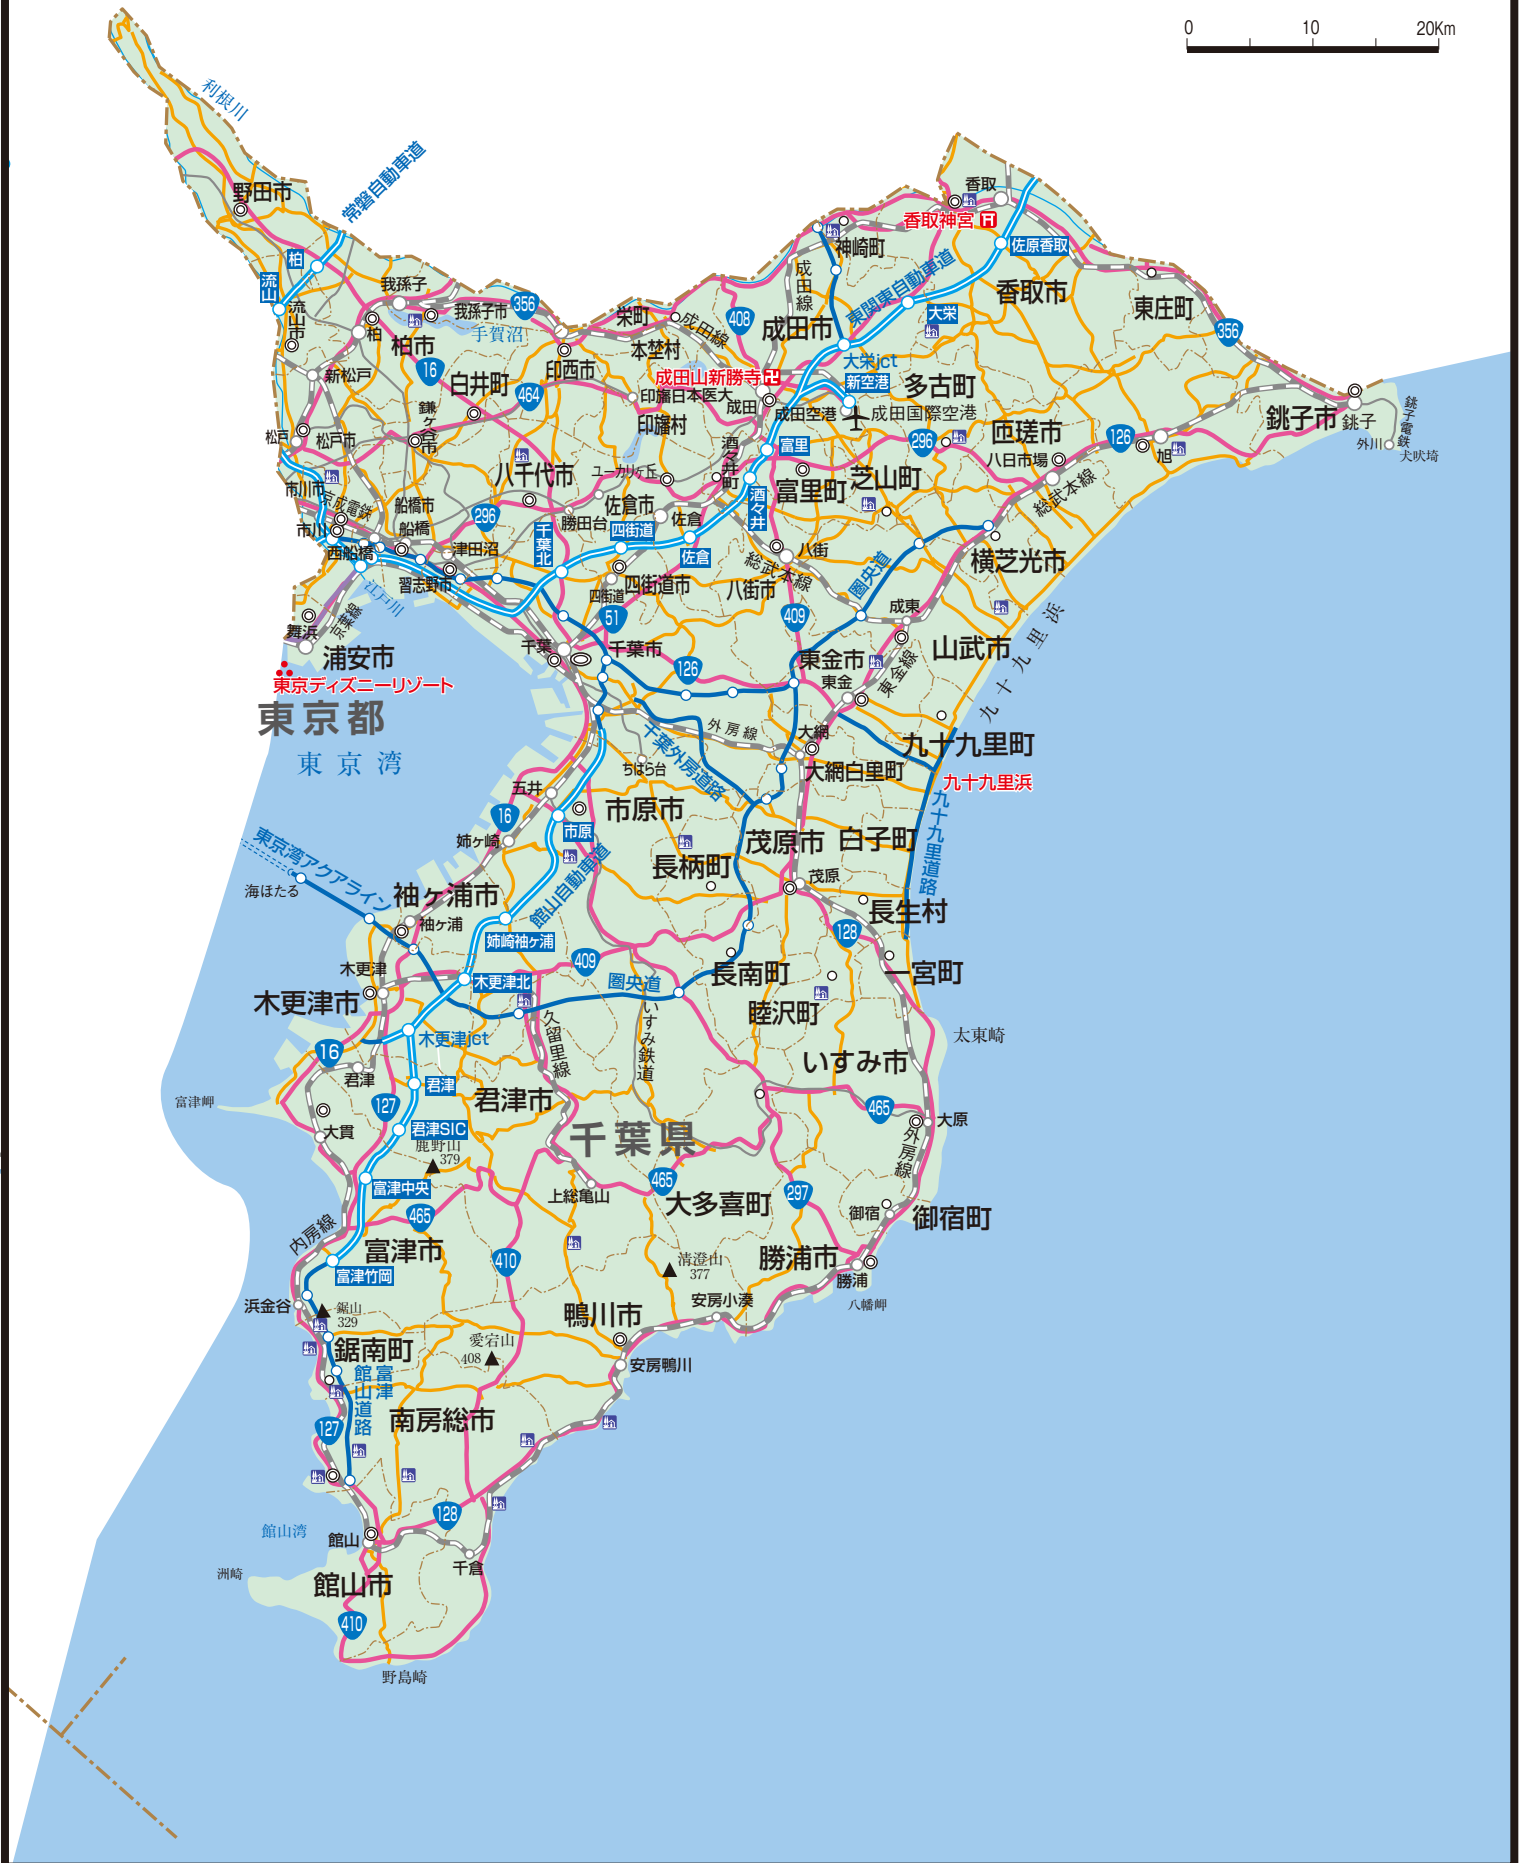 0 10 20Km
利根川
常磐自動車道
野田市
柏
流山
流山市
我孫子
我孫子市
356
手賀沼
柏
柏市
16
新松戸
白井町
464
鎌ヶ谷市
松戸
松戸市
印西市
栄町
成田線
本埜村
408
成田市
成田線
神崎町
香取神宮
香取
佐原香取
東関東自動車道
大栄
香取市
東庄町
356
大栄jct
新空港
成田山新勝寺
印旛日本医大
印旛村
成田
成田空港
成田国際空港
多古町
富里
296
匝瑳市
八日市場
126
旭
銚子市
銚子
銚子電鉄
外川
犬吠埼
総武本線
酒々井町
酒々井
富里町
芝山町
八千代市
ユーカリヶ丘
勝田台
佐倉市
佐倉
四街道
佐倉
千葉北
296
市川市
京成電鉄
船橋市
船橋
市川
西船橋
津田沼
習志野市
江戸川
京葉線
舞浜
浦安市
東京ディズニーリゾート
東京都
東京湾
四街道
四街道市
51
八街
総武本線
八街市
409
圏央道
横芝光市
成東
山武市
九十九里浜
千葉
千葉市
126
東金市
東金
東金線
外房線
大網
大網白里町
九十九里町
九十九里浜
九十九里道路
千葉外房道路
ちはら台
五井
16
姉ヶ崎
市原
市原市
館山自動車道
長柄町
茂原市
茂原
白子町
長生村
128
一宮町
東京湾アクアライン
海ほたる
袖ヶ浦市
袖ヶ浦
姉崎袖ヶ浦
409
木更津
木更津市
木更津北
圏央道
長南町
睦沢町
太東崎
いすみ市
いすみ鉄道
久留里線
木更津jct
16
君津
君津
君津市
富津岬
127
大貫
君津SIC
鹿野山
379
千葉県
465
大原
外房線
富津中央
465
上総亀山
465
大多喜町
297
御宿
御宿町
内房線
富津市
富津竹岡
410
清澄山
377
勝浦市
勝浦
八幡岬
浜金谷
鋸山
329
鋸南町
愛宕山
408
鴨川市
安房小湊
安房鴨川
富津館山道路
127
南房総市
128
館山湾
館山
洲崎
館山市
千倉
410
野島崎